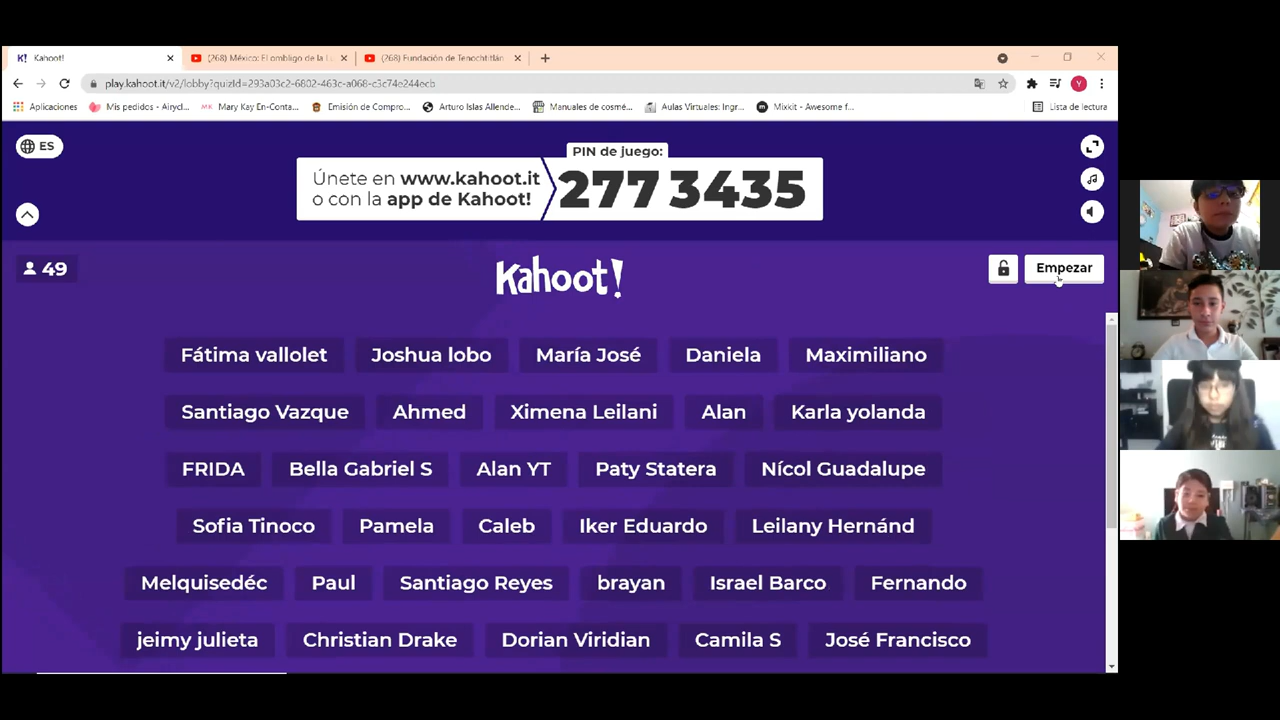 Kahoot!
(268) México: El ombligo de la Lu
(268) Fundación de Tenochtitlán
play.kahoot.it/v2/lobby?quizId=293a03c2-6802-463c-a068-c3c74e244ecb
Aplicaciones Mis pedidos - Airycl... MK Mary Kay En-Conta... Emisión de Compro... Arturo Islas Allende... Manuales de cosmé... Aulas Virtuales: Ingr... Mixkit - Awesome f... Lista de lectura
Y
ES
PIN de juego:
Únete en www.kahoot.it
o con la app de Kahoot!
277 3435
49
Kahoot!
Empezar
Fátima vallolet Joshua lobo María José Daniela Maximiliano
Santiago Vazque Ahmed Ximena Leilani Alan Karla yolanda
FRIDA Bella Gabriel S Alan YT Paty Statera Nícol Guadalupe
Sofia Tinoco Pamela Caleb Iker Eduardo Leilany Hernánd
Melquisedéc Paul Santiago Reyes brayan Israel Barco Fernando
jeimy julieta Christian Drake Dorian Viridian Camila S José Francisco